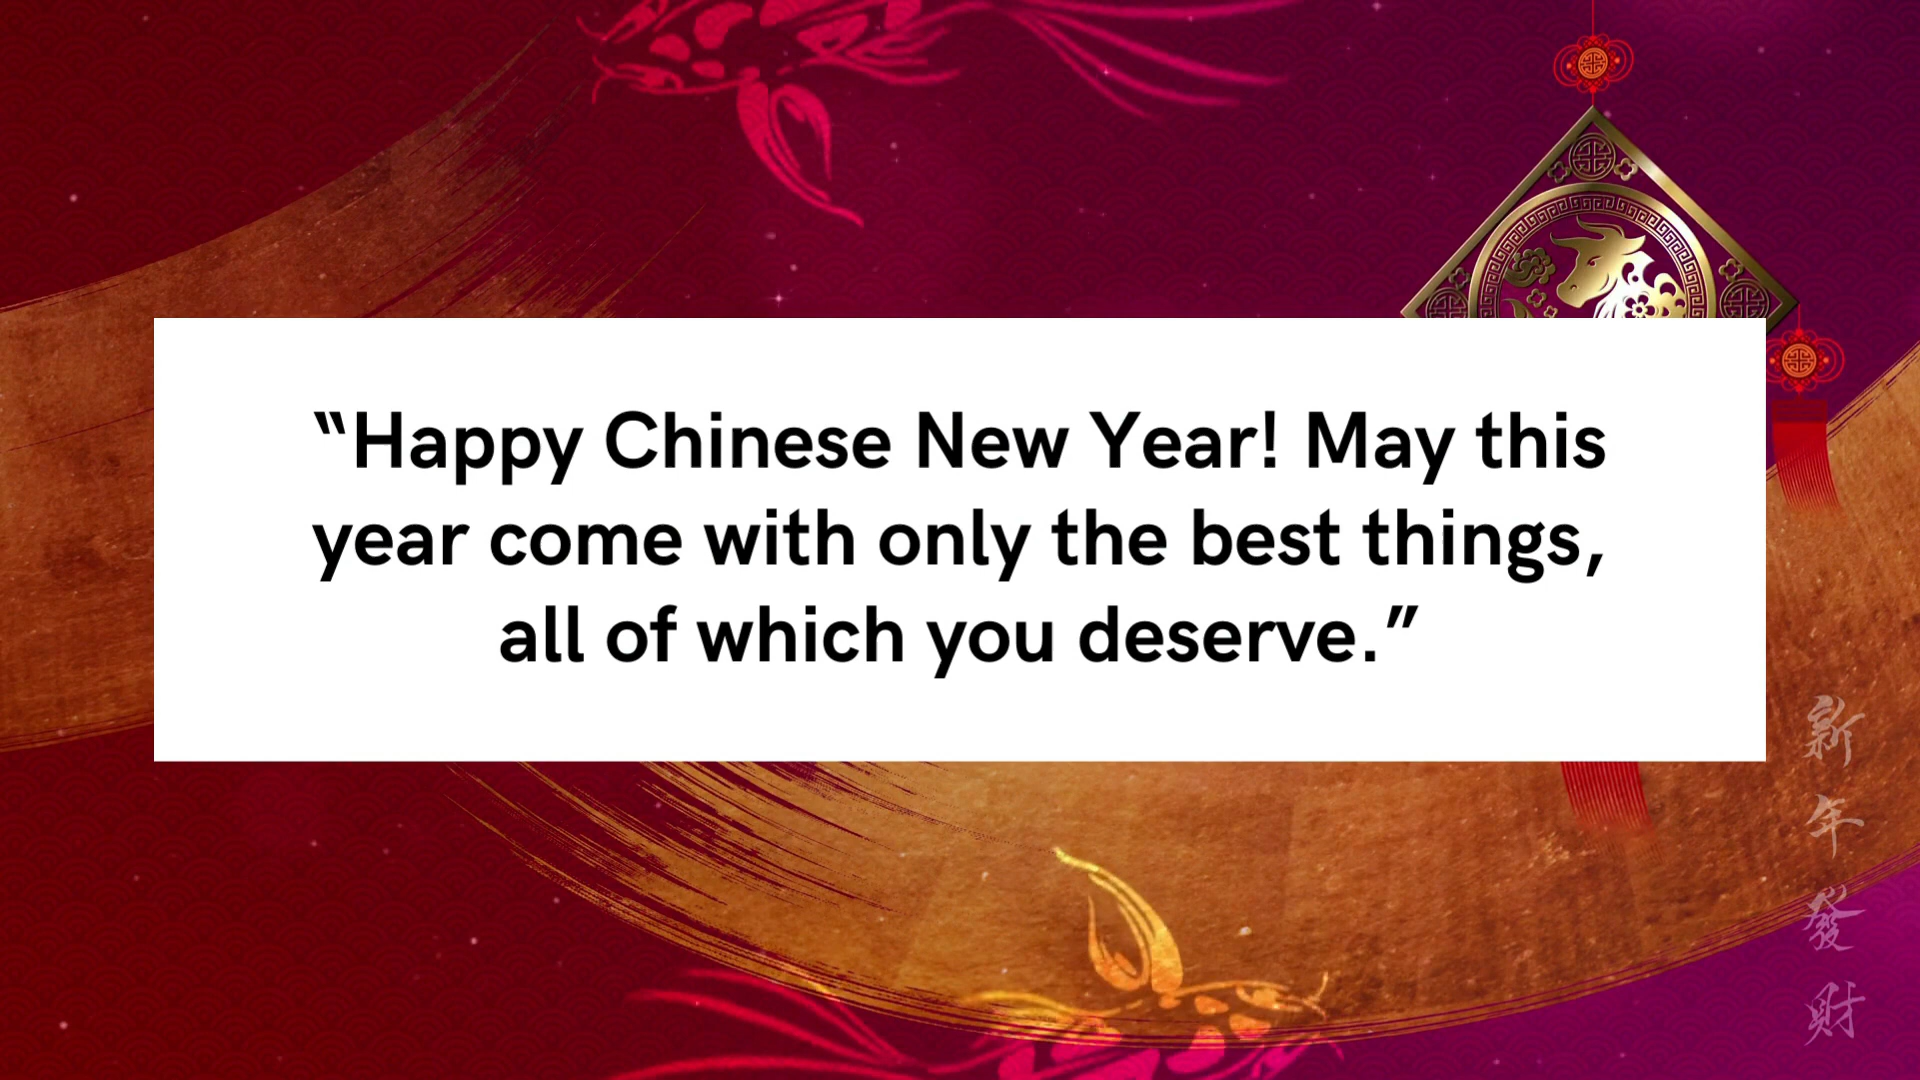 “Happy Chinese New Year! May this
year come with only the best things,
all of which you deserve.”
新年發財